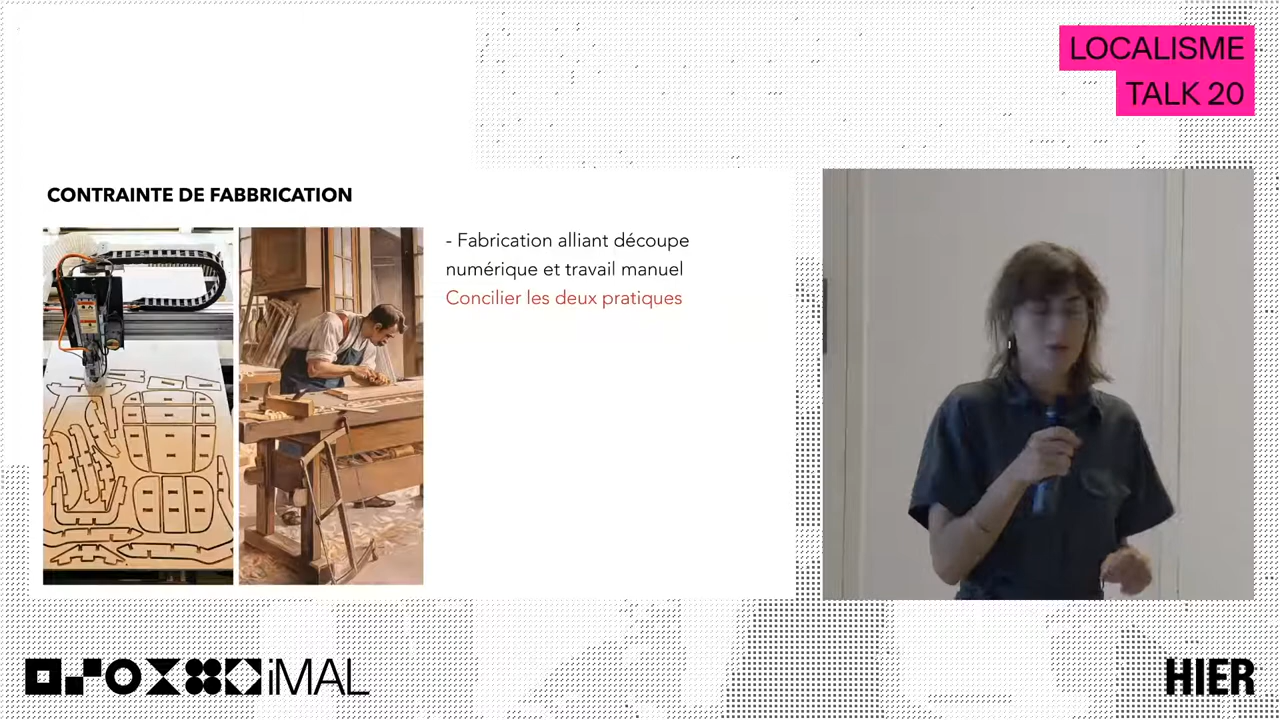 LOCALISME
TALK 20
CONTRAINTE DE FABBRICATION
- Fabrication alliant découpe
numérique et travail manuel
Concilier les deux pratiques
iMAL
HIER